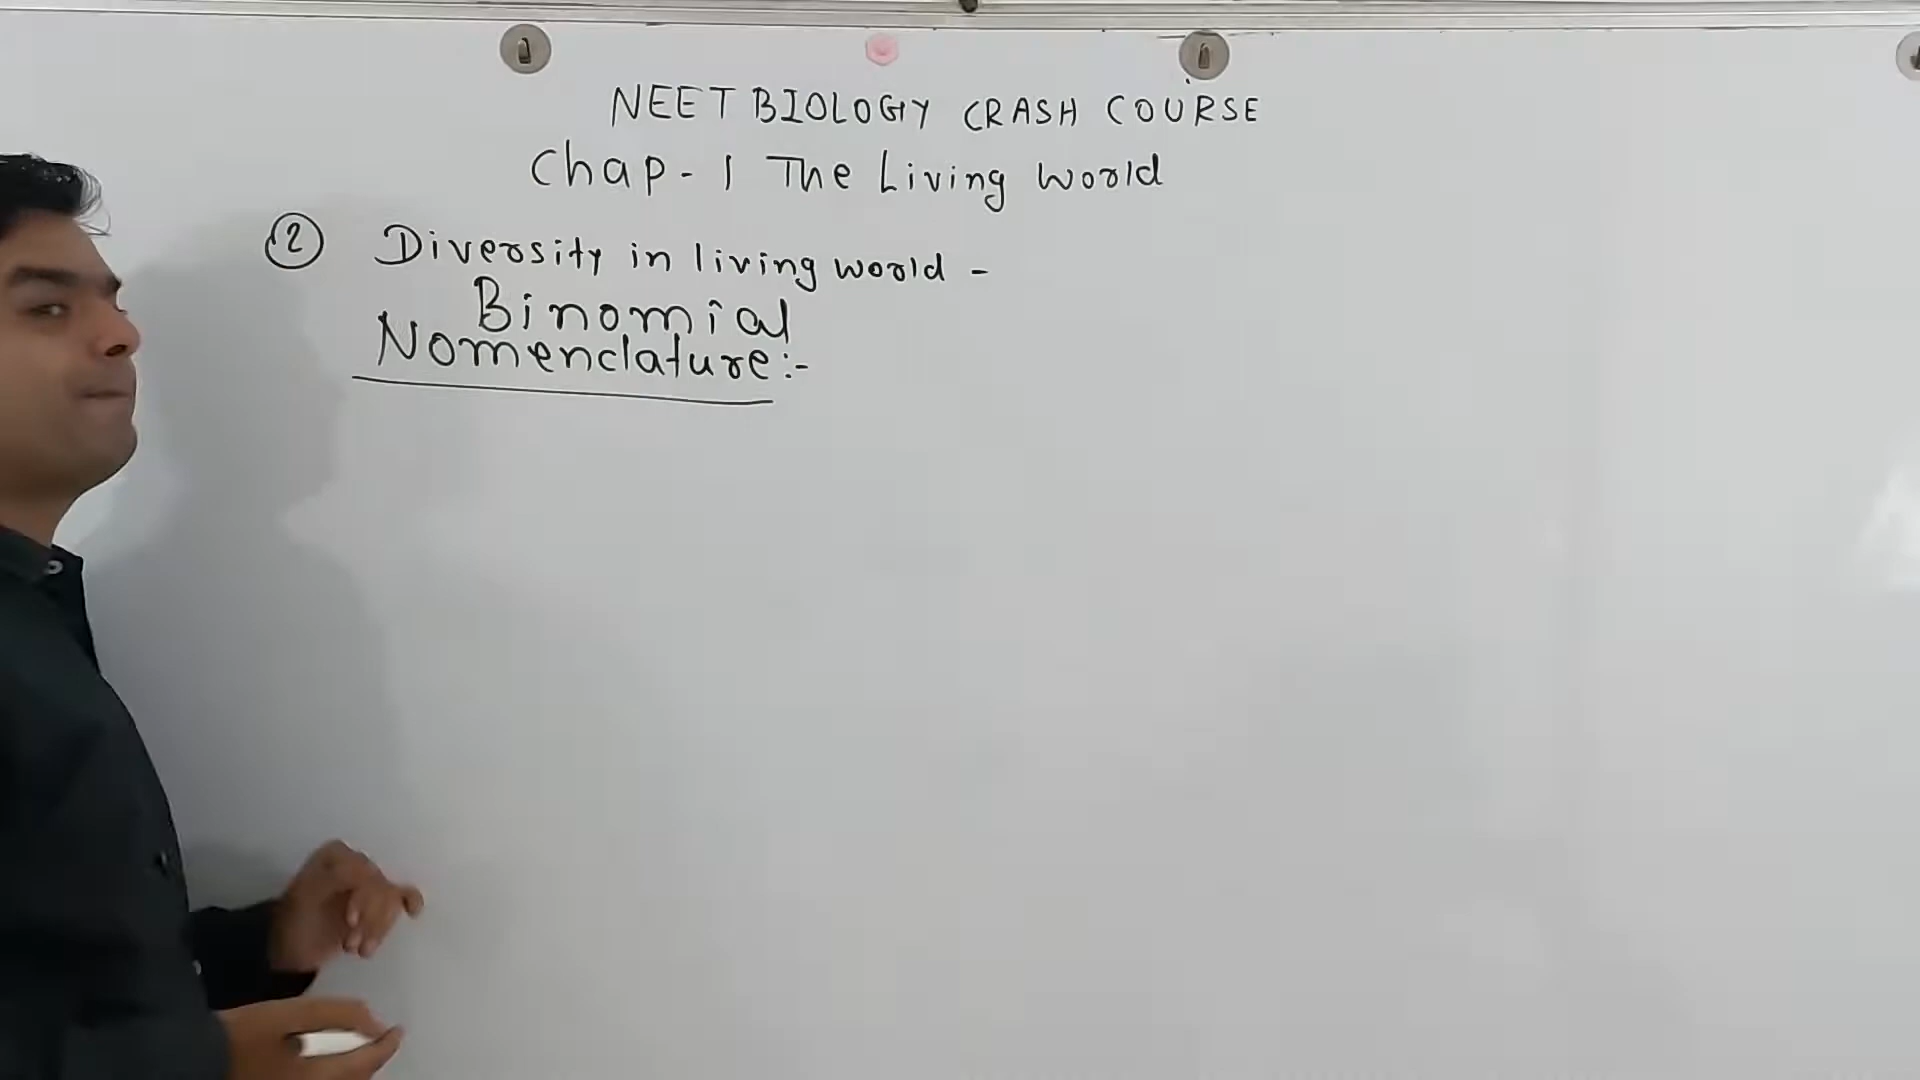 NEET BIOLOGY CRASH COURSE
Chap - 1 The Living World
② Diversity in living world -
Binomial
Nomenclature:-